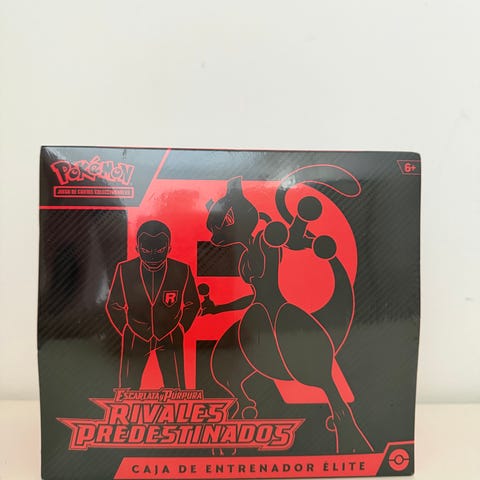 POKÉMON
JUEGO DE CARTAS COLECCIONABLES
6+
R
ESCARLATA Y PÚRPURA
RIVALES
PREDESTINADOS
CAJA DE ENTRENADOR ÉLITE